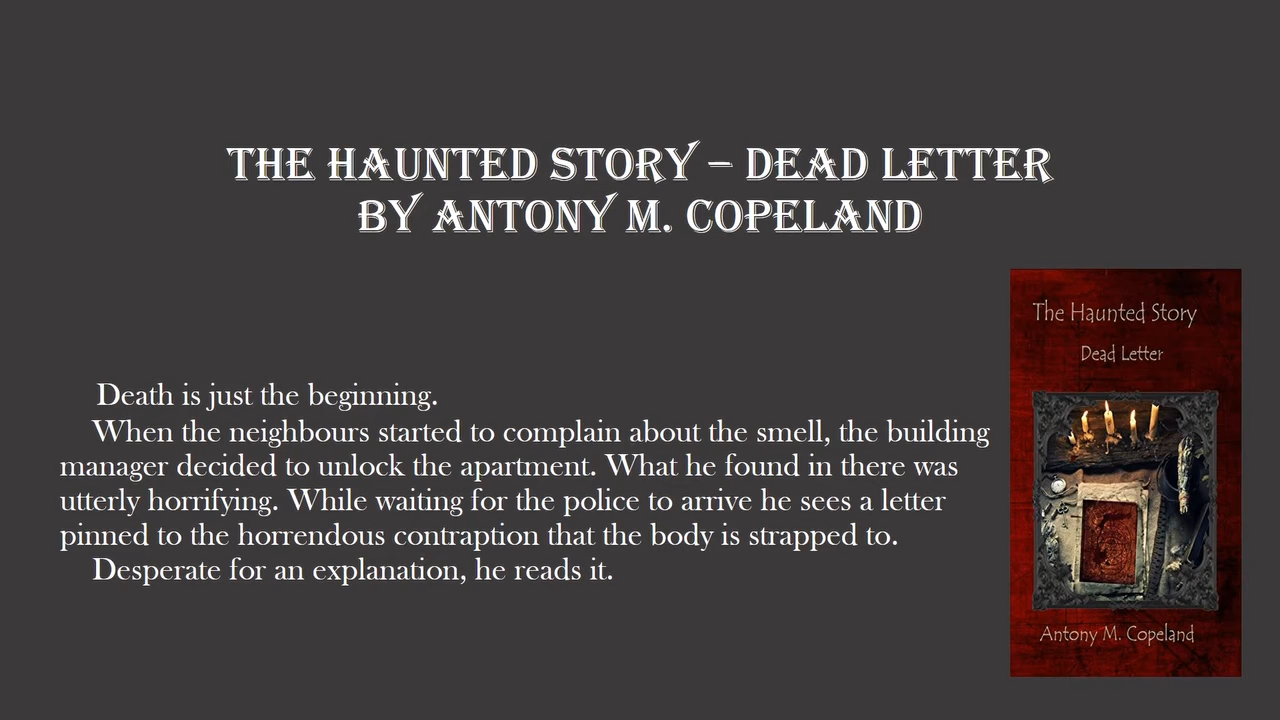 THE HAUNTED STORY – DEAD LETTER
BY ANTONY M. COPELAND
Death is just the beginning.
When the neighbours started to complain about the smell, the building
manager decided to unlock the apartment. What he found in there was
utterly horrifying. While waiting for the police to arrive he sees a letter
pinned to the horrendous contraption that the body is strapped to.
Desperate for an explanation, he reads it.
The Haunted Story
Dead Letter
Antony M. Copeland